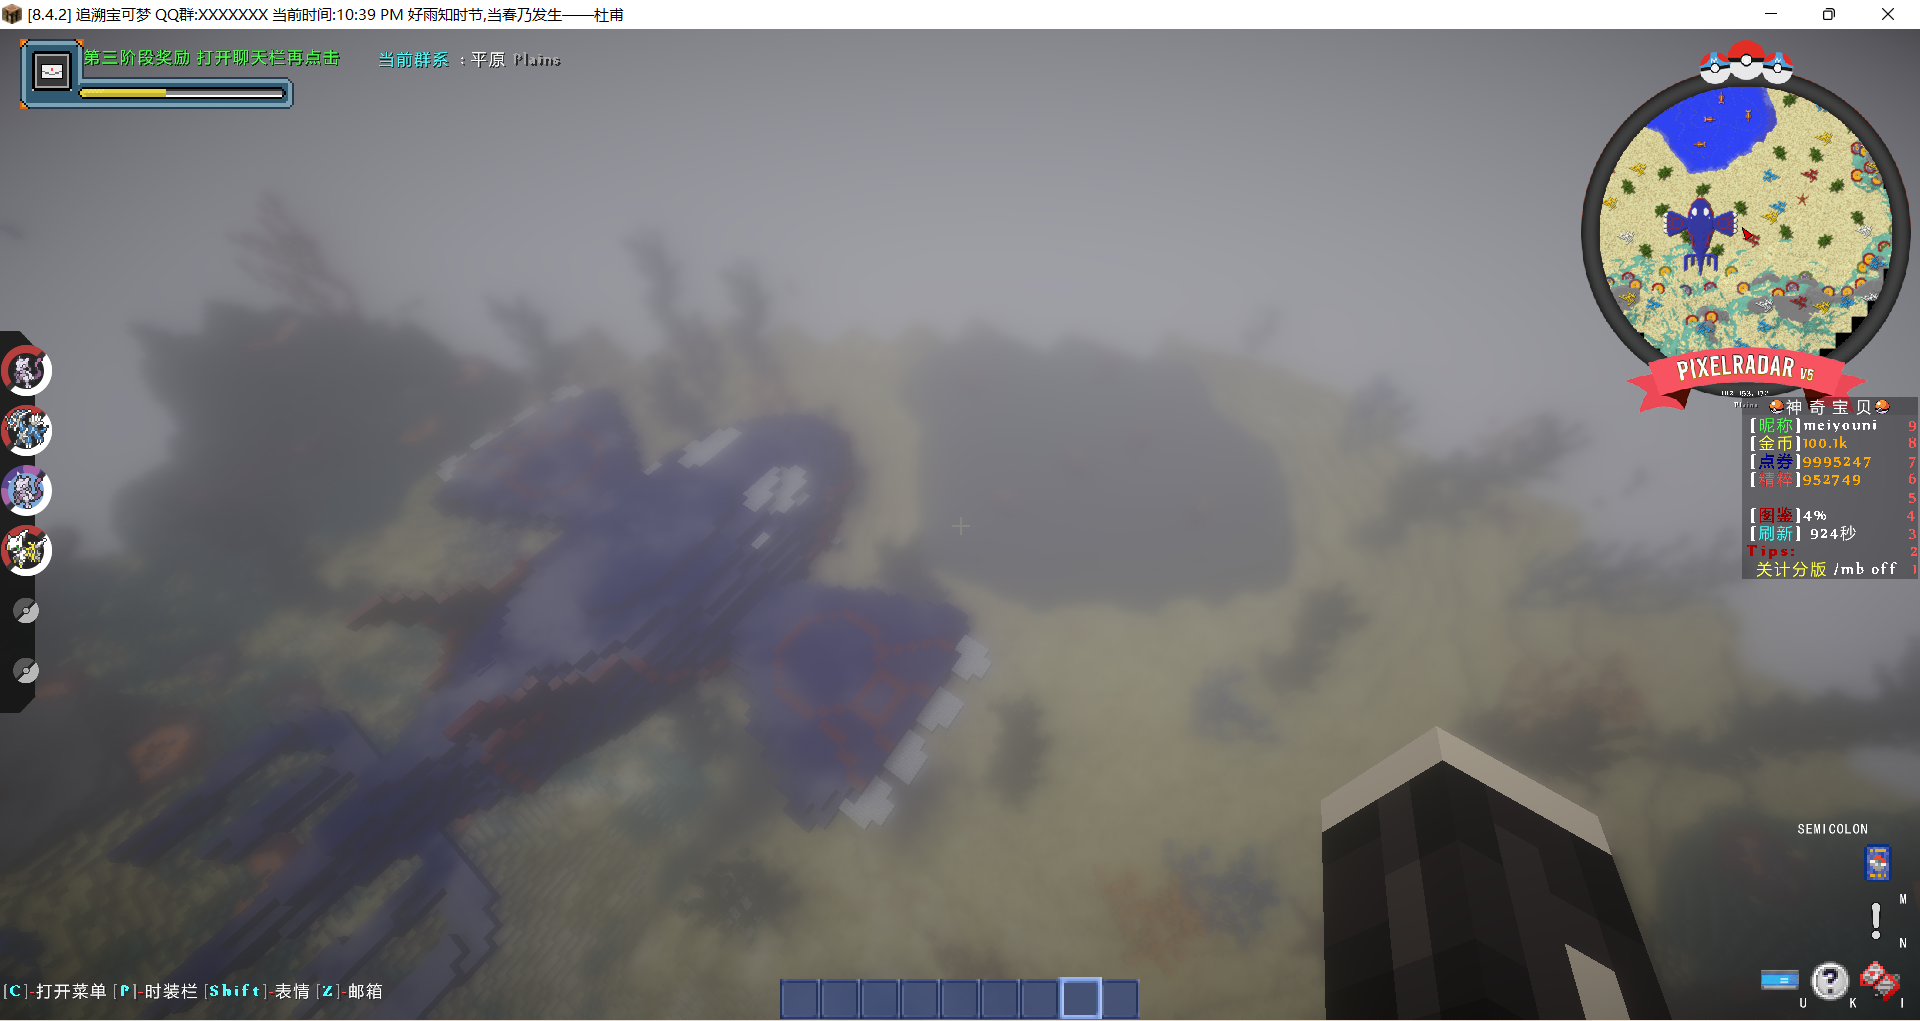 [8.4.2] 追溯宝可梦 QQ群:XXXXXXX 当前时间:10:39 PM 好雨知时节,当春乃发生——杜甫
第三阶段奖励 打开聊天栏再点击
当前群系 : 平原 Plains
PIXELRADAR V5
Plains
神 奇 宝 贝
[昵称]meiyouni 9
[金币]100.1k 8
[点券]9995247 7
[精粹]952749 6
5
[图鉴]4% 4
[刷新] 924秒 3
Tips: 2
关计分版 /mb off 1
SEMICOLON
M
N
U
K
I
[C]-打开菜单 [P]-时装栏 [Shift]-表情 [Z]-邮箱